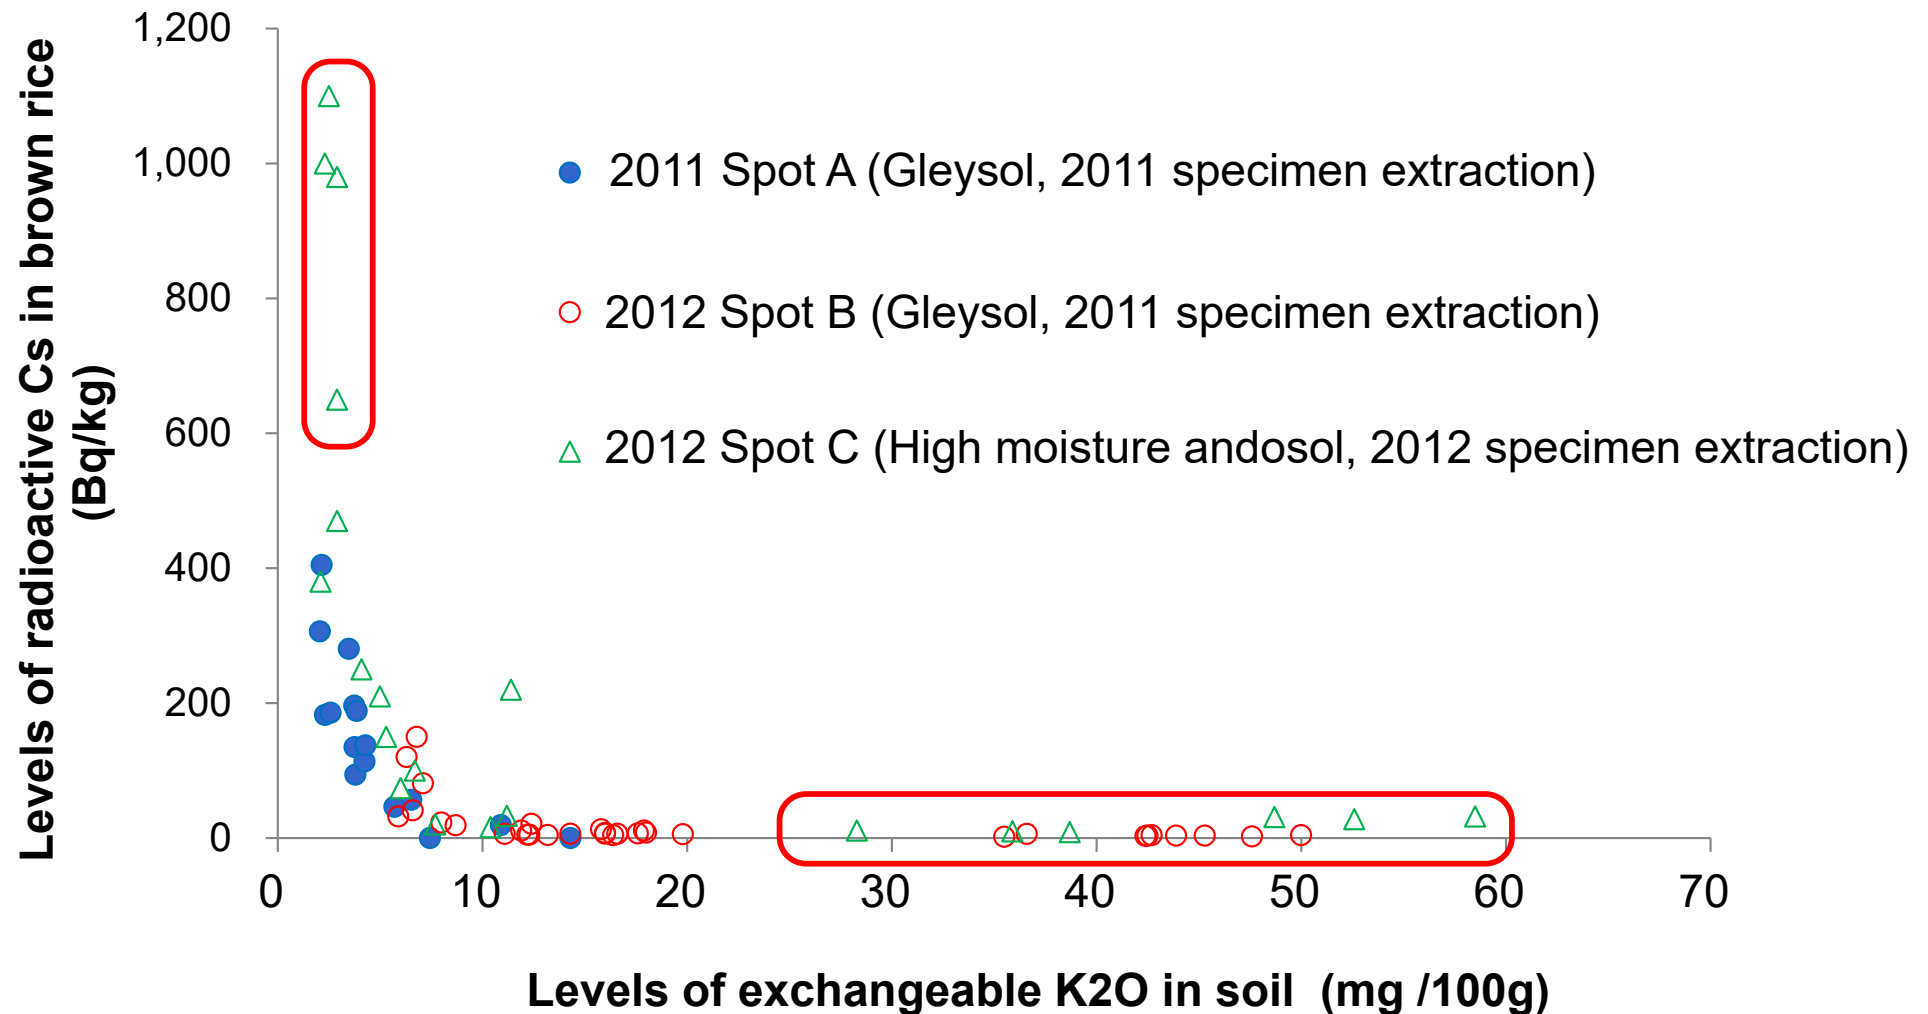 Levels of radioactive Cs in brown rice
(Bq/kg)
1,200
1,000
800
600
400
200
0
2011 Spot A (Gleysol, 2011 specimen extraction)
2012 Spot B (Gleysol, 2011 specimen extraction)
2012 Spot C (High moisture andosol, 2012 specimen extraction)
0 10 20 30 40 50 60 70
Levels of exchangeable K2O in soil (mg /100g)